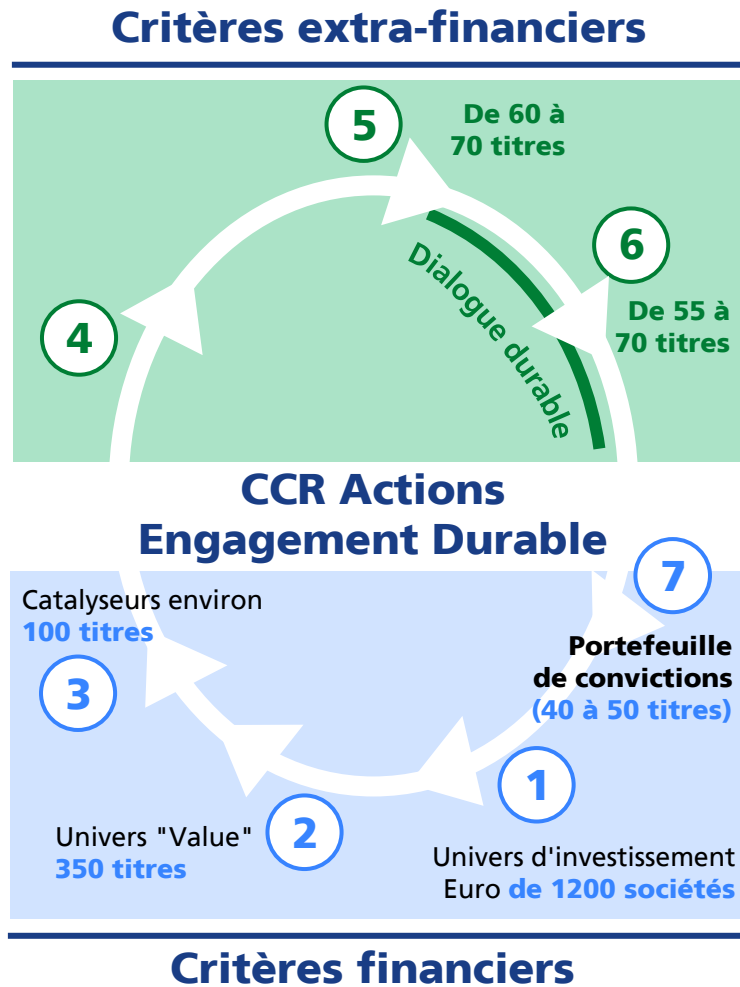 Critères extra-financiers
5
De 60 à
70 titres
6
De 55 à
70 titres
Dialogue durable
4
CCR Actions
Engagement Durable
7
Portefeuille
de convictions
(40 à 50 titres)
Catalyseurs environ
100 titres
3
1
Univers d'investissement
Euro de 1200 sociétés
2
Univers "Value"
350 titres
Critères financiers